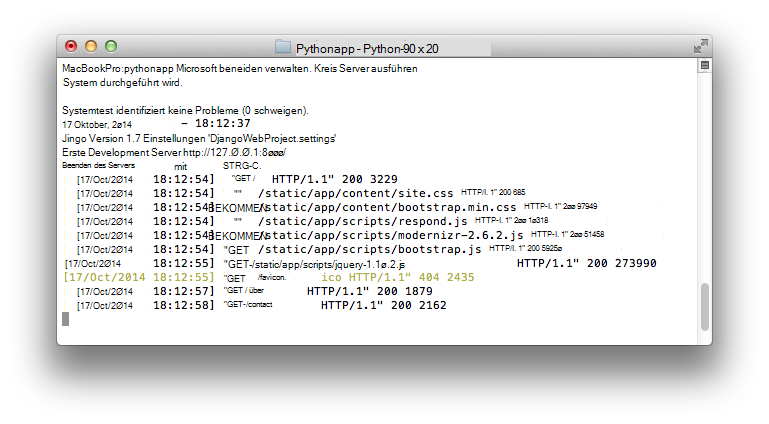 Pythonapp - Python-90 x 20
MacBookPro:pythonapp Microsoft beneiden verwalten. Kreis Server ausführen
System durchgeführt wird.
Systemtest identifiziert keine Probleme (0 schweigen).
17 Oktober, 2ø14 – 18:12:37
Jingo Version 1.7 Einstellungen 'DjangoWebProject.settings'
Erste Development Server http://127.Ø.Ø.1:8øøø/
Beenden des Servers mit STRG-C.
[17/Oct/2Ø14 18:12:54] "GET / HTTP/1.1" 200 3229
[17/Oct/2Ø14 18:12:54] "" /static/app/content/site.css HTTP/I. 1" 200 685
[17/Oct/2Ø14 18:12:54] BEKOMMEN /static/app/content/bootstrap.min.css HTTP-I. 1" 2øø 97949
[17/Oct/2Ø14 18:12:54] "" /static/app/scripts/respond.js HTTP-I. 1" 2øø 1ø318
[17/Oct/2Ø14 18:12:54] BEKOMMEN /static/app/scripts/modernizr-2.6.2.js HTTP-I. 1" 2øø 51458
[17/Oct/2Ø14 18:12:54] "GET /static/app/scripts/bootstrap.js HTTP/I. 1" 200 5925ø
[17/Oct/2Ø14 18:12:55] "GET-/static/app/scripts/jquery-1.1ø.2.js HTTP/1.1" 200 273990
[17/Oct/2014 18:12:55] "GET /favicon. ico HTTP/1.1" 404 2435
[17/Oct/2Ø14 18:12:57] "GET / über HTTP/1.1" 200 1879
[17/Oct/2Ø14 18:12:58] "GET-/contact HTTP/1.1" 200 2162